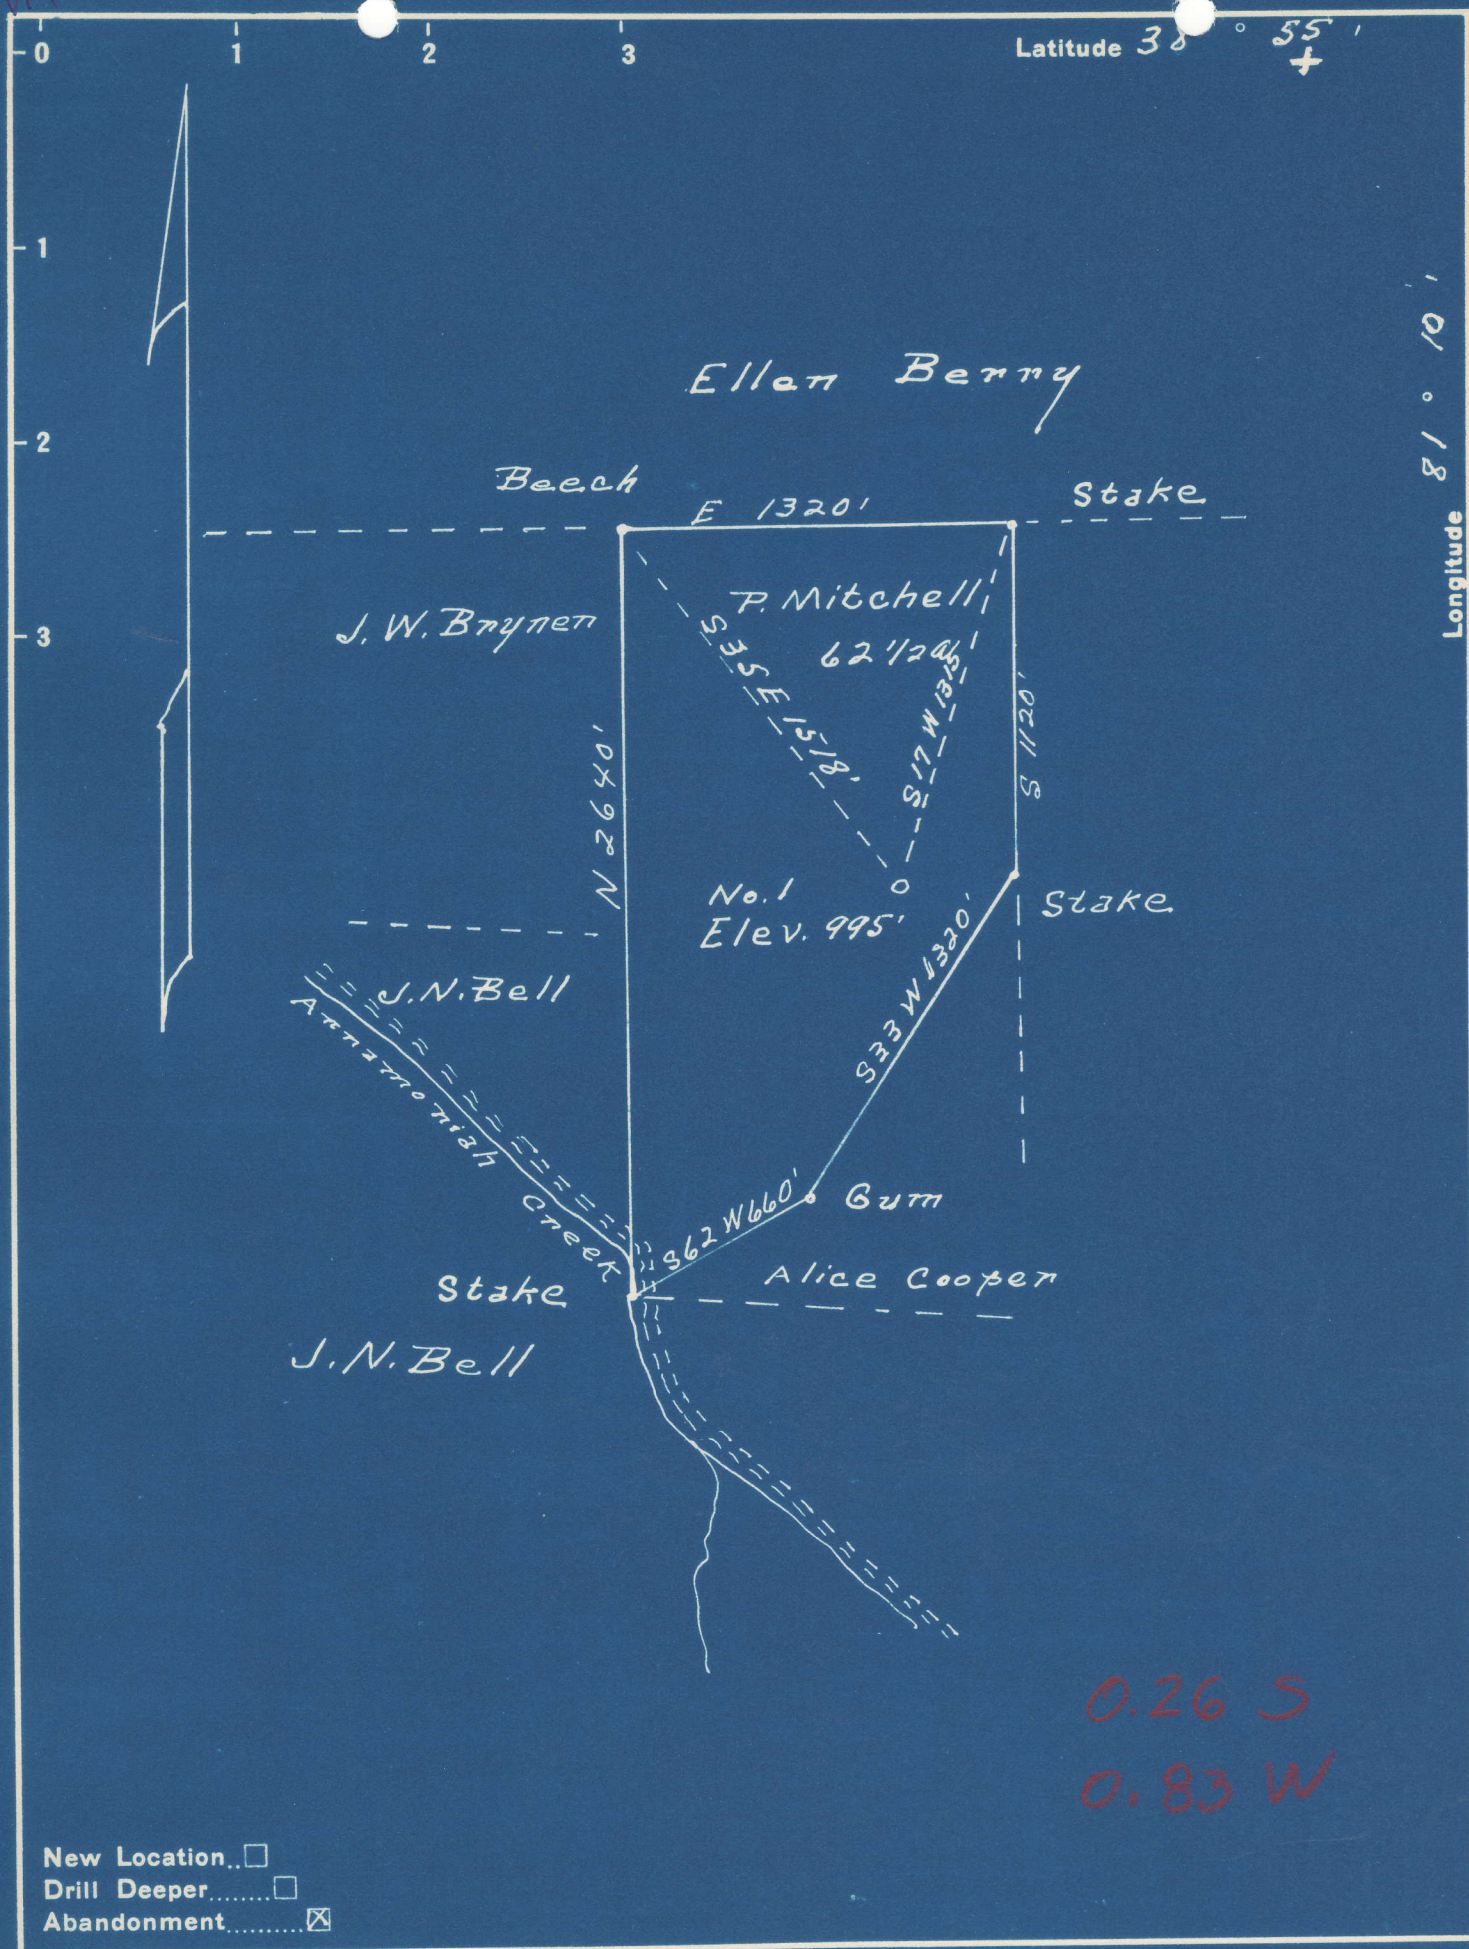 0 1 2 3 Latitude 38 ° 55 '
+
1
2
3
Longitude 81 ° 10 '
Ellen Berry
Beech
E 1320'
Stake
J. W. Bryner
P. Mitchell
62 1/2 a
S 35 E 1518'
S 17 W 1315
N 2640'
S 1120'
No. 1
Elev. 995'
Stake
S 33 W 1320'
J. N. Bell
Annamoriah Creek
S 62 W 660'
Gum
Stake
Alice Cooper
J. N. Bell
0.26 S
0.83 W
New Location..☐
Drill Deeper........☐
Abandonment..........☒